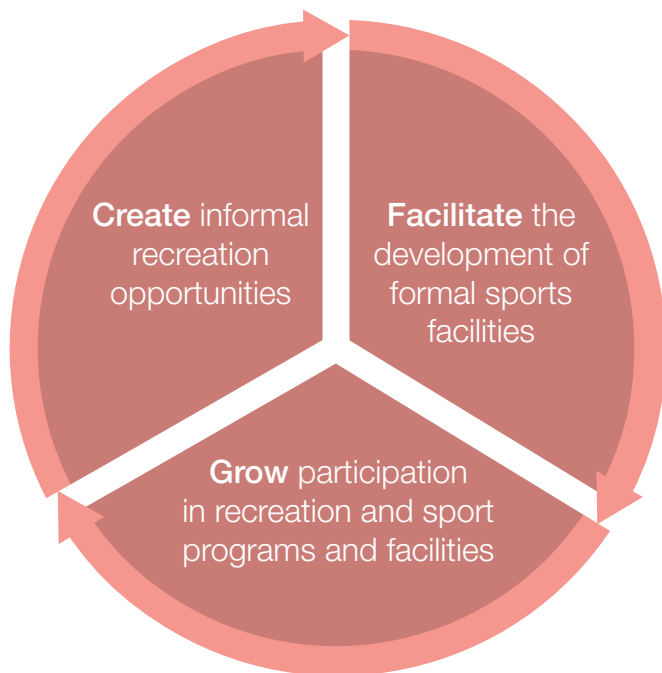 Create informal
recreation
opportunities
Facilitate the
development of
formal sports
facilities
Grow participation
in recreation and sport
programs and facilities